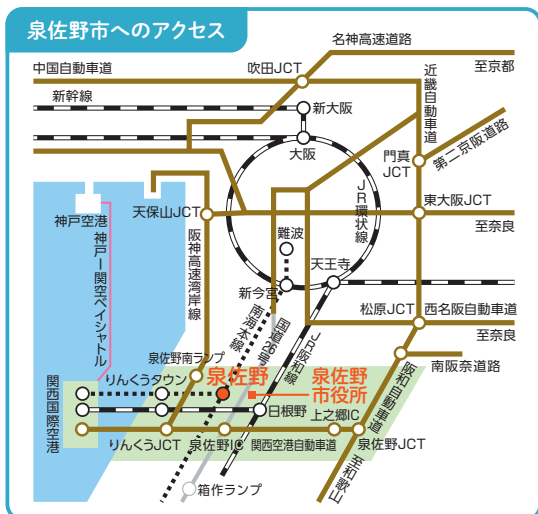 泉佐野市へのアクセス
名神高速道路
中国自動車道
吹田JCT
至京都
新幹線
新大阪
近畿自動車道
大阪
門真
JCT
第二京阪道路
JR環状線
神戸空港
天保山JCT
東大阪JCT
至奈良
神戸ー関空ベイシャトル
阪神高速湾岸線
難波
天王寺
新今宮
南海本線
国道26号
JR阪和線
松原JCT
西名阪自動車道
至奈良
泉佐野南ランプ
南阪奈道路
関西国際空港
りんくうタウン
泉佐野
泉佐野
市役所
阪和自動車道
日根野
上之郷IC
りんくうJCT
泉佐野IC
関西空港自動車道
泉佐野JCT
至和歌山
箱作ランプ